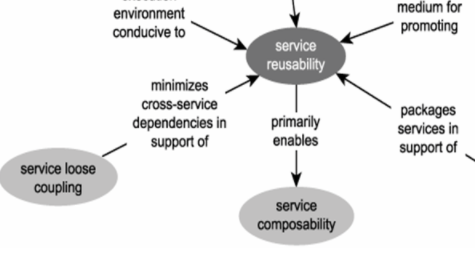 environment
conducive to
medium for
promoting
service
reusability
minimizes
cross-service
dependencies in
support of
primarily
enables
packages
services in
support of
service loose
coupling
service
composability